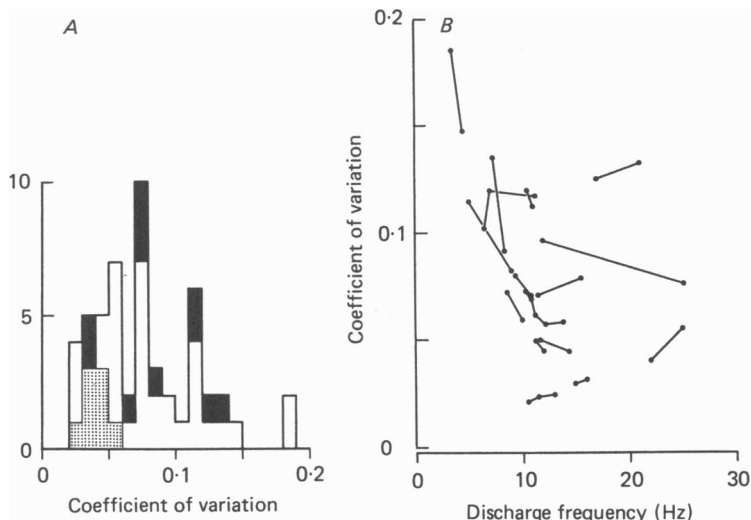 A
10
5
0
0
0·1
0·2
Coefficient of variation
B
0·2
0·1
0
Coefficient of variation
0
10
20
30
Discharge frequency (Hz)